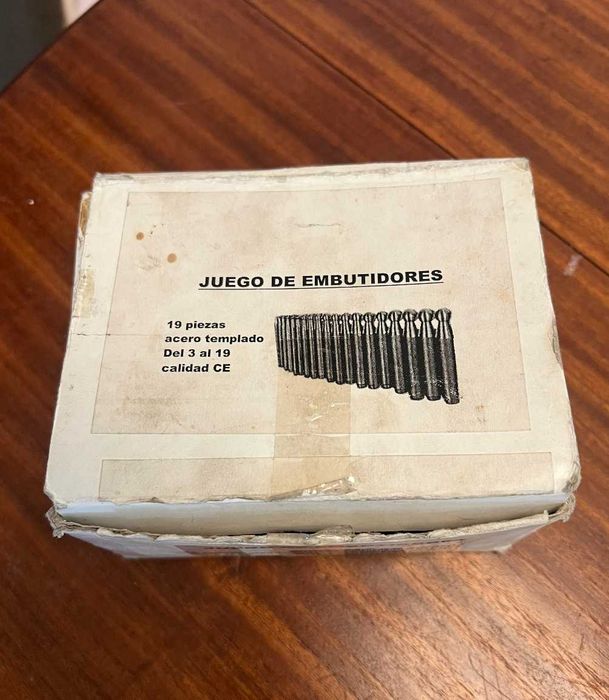 JUEGO DE EMBUTIDORES
19 piezas
acero templado
Del 3 al 19
calidad CE